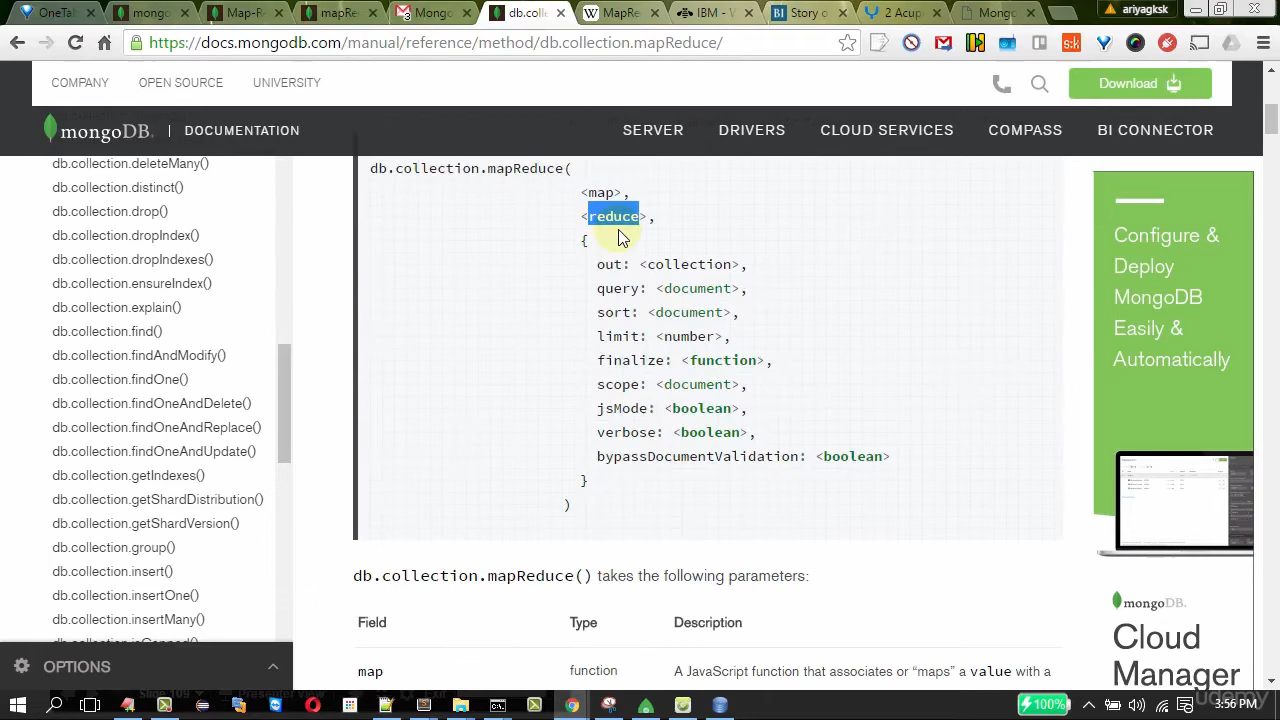 OneTa
mongo
Map-R
mapRe
Mongo
db.colle
MapRe
IBM -
Story o
2 Acup
Mong
ariyagksk
https://docs.mongodb.com/manual/reference/method/db.collection.mapReduce/
COMPANY OPEN SOURCE UNIVERSITY
Download
mongoDB. | DOCUMENTATION
SERVER DRIVERS CLOUD SERVICES COMPASS BI CONNECTOR
db.collection.deleteMany()
db.collection.distinct()
db.collection.drop()
db.collection.dropIndex()
db.collection.dropIndexes()
db.collection.ensureIndex()
db.collection.explain()
db.collection.find()
db.collection.findAndModify()
db.collection.findOne()
db.collection.findOneAndDelete()
db.collection.findOneAndReplace()
db.collection.findOneAndUpdate()
db.collection.getIndexes()
db.collection.getShardDistribution()
db.collection.getShardVersion()
db.collection.group()
db.collection.insert()
db.collection.insertOne()
db.collection.insertMany()
OPTIONS
db.collection.mapReduce(
<map>,
<reduce>,
{
out: <collection>,
query: <document>,
sort: <document>,
limit: <number>,
finalize: <function>,
scope: <document>,
jsMode: <boolean>,
verbose: <boolean>,
bypassDocumentValidation: <boolean>
}
)
db.collection.mapReduce() takes the following parameters:
Field Type Description
map function A JavaScript function that associates or “maps” a value with a
Configure &
Deploy
MongoDB
Easily &
Automatically
mongoDB.
Cloud
Manager
100%
3:56 PM
udemy